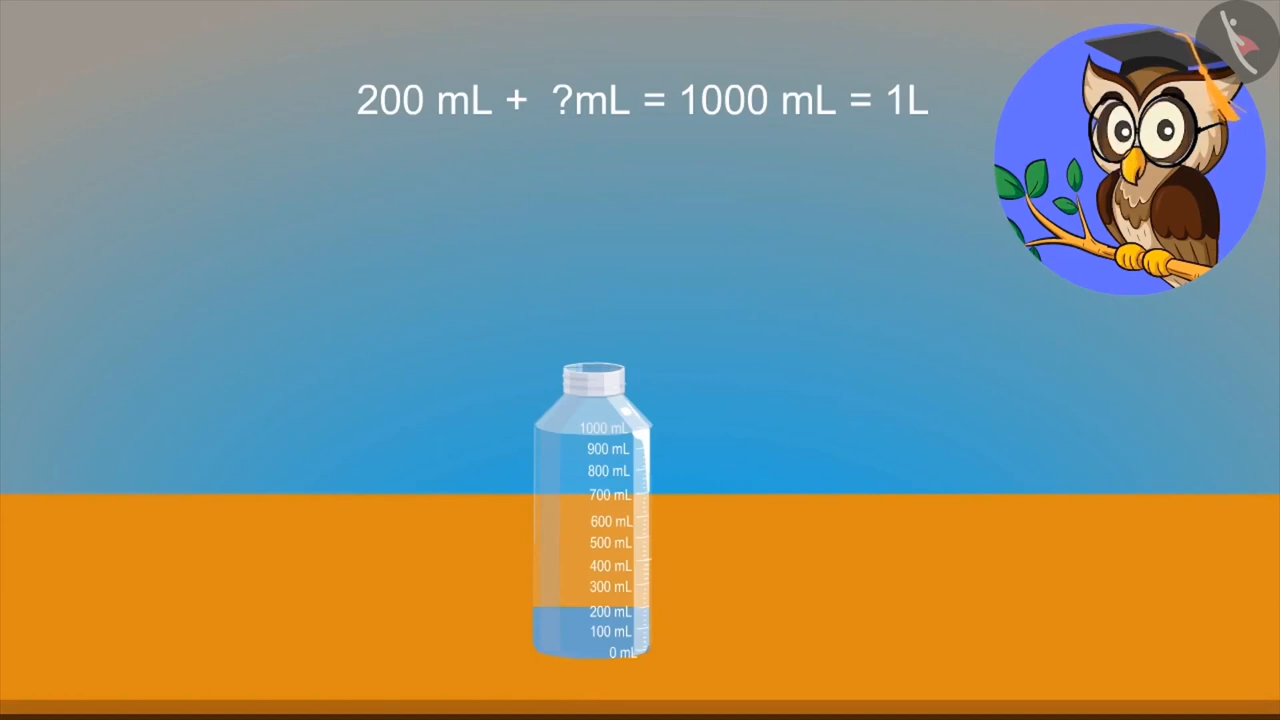 200 mL + ?mL = 1000 mL = 1L
1000 mL
900 mL
800 mL
700 mL
600 mL
500 mL
400 mL
300 mL
200 mL
100 mL
0 mL